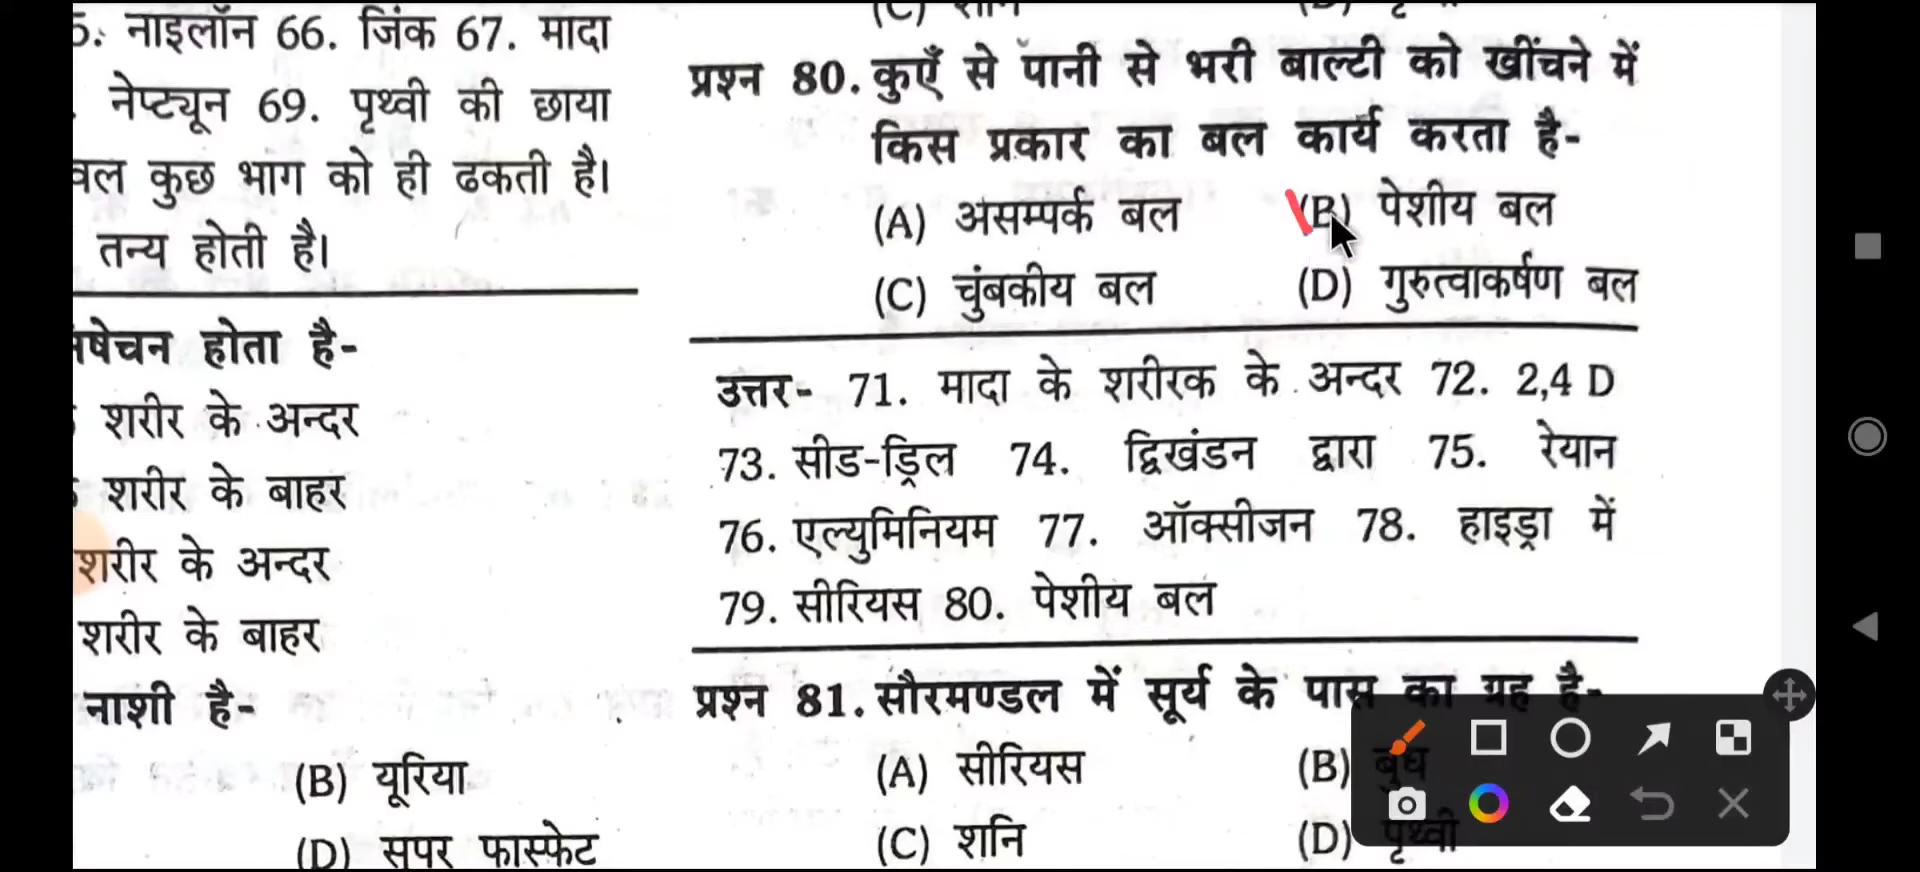 नाइलॉन 66. जिंक 67. मादा
नेप्ट्यून 69. पृथ्वी की छाया
कुछ भाग को ही ढकती है।
तन्य होती है।
होता है-
शरीर के अन्दर
शरीर के बाहर
शरीर के अन्दर
शरीर के बाहर
नाशी है-
(B) यूरिया
(D) सुपर फास्फेट
प्रश्न 80. कुएँ से पानी से भरी बाल्टी को खींचने में
किस प्रकार का बल कार्य करता है-
(A) असम्पर्क बल (B) पेशीय बल
(C) चुंबकीय बल (D) गुरुत्वाकर्षण बल
उत्तर- 71. मादा के शरीरक के अन्दर 72. 2,4 D
73. सीड-ड्रिल 74. द्विखंडन द्वारा 75. रेयान
76. एल्युमिनियम 77. ऑक्सीजन 78. हाइड्रा में
79. सीरियस 80. पेशीय बल
प्रश्न 81. सौरमण्डल में सूर्य के पास का ग्रह है-
(A) सीरियस (B) बुध
(C) शनि (D) पृथ्वी